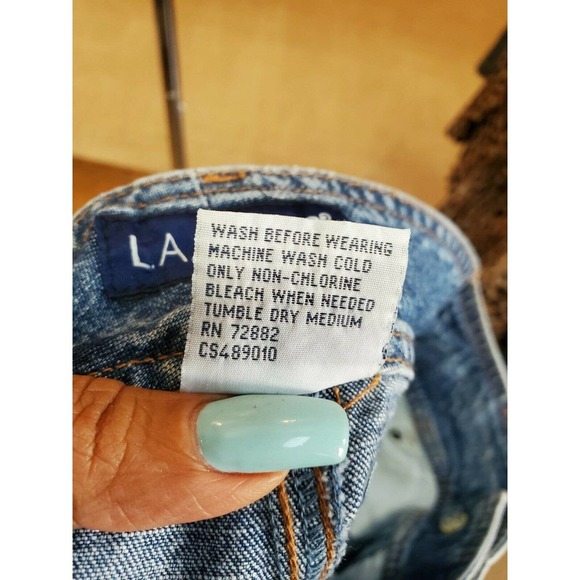 L.A.
WASH BEFORE WEARING
MACHINE WASH COLD
ONLY NON-CHLORINE
BLEACH WHEN NEEDED
TUMBLE DRY MEDIUM
RN 72882
CS489010